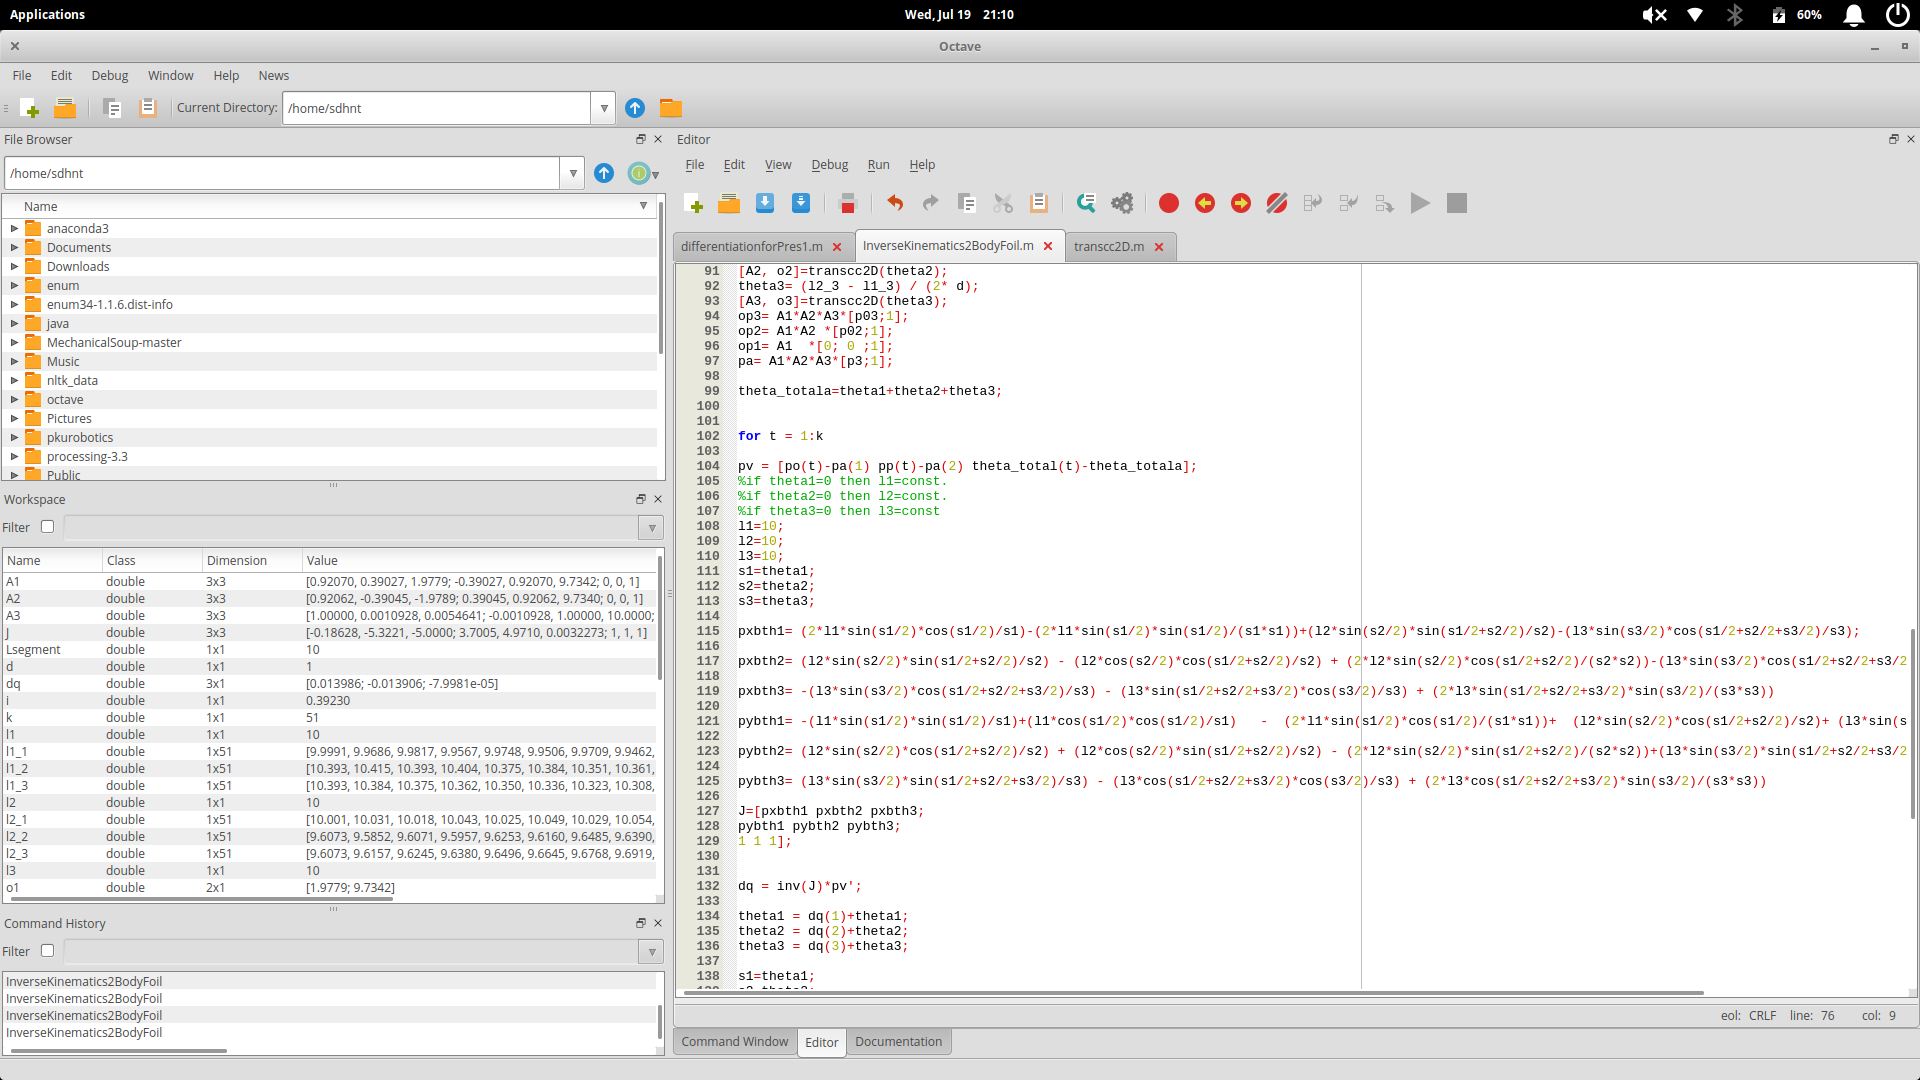 Applications
Wed, Jul 19 21:10
60%
Octave
File Edit Debug Window Help News
Current Directory: /home/sdhnt
File Browser
/home/sdhnt
Name
anaconda3
Documents
Downloads
enum
enum34-1.1.6.dist-info
java
MechanicalSoup-master
Music
nltk_data
octave
Pictures
pkurobotics
processing-3.3
Public
Workspace
Filter
Name Class Dimension Value
A1 double 3x3 [0.92070, 0.39027, 1.9779; -0.39027, 0.92070, 9.7342; 0, 0, 1]
A2 double 3x3 [0.92062, -0.39045, -1.9789; 0.39045, 0.92062, 9.7340; 0, 0, 1]
A3 double 3x3 [1.00000, 0.0010928, 0.0054641; -0.0010928, 1.00000, 10.0000;
J double 3x3 [-0.18628, -5.3221, -5.0000; 3.7005, 4.9710, 0.0032273; 1, 1, 1]
Lsegment double 1x1 10
d double 1x1 1
dq double 3x1 [0.013986; -0.013906; -7.9981e-05]
i double 1x1 0.39230
k double 1x1 51
l1 double 1x1 10
l1_1 double 1x51 [9.9991, 9.9686, 9.9817, 9.9567, 9.9748, 9.9506, 9.9709, 9.9462,
l1_2 double 1x51 [10.393, 10.415, 10.393, 10.404, 10.375, 10.384, 10.351, 10.361,
l1_3 double 1x51 [10.393, 10.384, 10.375, 10.362, 10.350, 10.336, 10.323, 10.308,
l2 double 1x1 10
l2_1 double 1x51 [10.001, 10.031, 10.018, 10.043, 10.025, 10.049, 10.029, 10.054,
l2_2 double 1x51 [9.6073, 9.5852, 9.6071, 9.5957, 9.6253, 9.6160, 9.6485, 9.6390,
l2_3 double 1x51 [9.6073, 9.6157, 9.6245, 9.6380, 9.6496, 9.6645, 9.6768, 9.6919,
l3 double 1x1 10
o1 double 2x1 [1.9779; 9.7342]
Command History
Filter
InverseKinematics2BodyFoil
InverseKinematics2BodyFoil
InverseKinematics2BodyFoil
InverseKinematics2BodyFoil
Editor
File Edit View Debug Run Help
differentiationforPres1.m InverseKinematics2BodyFoil.m transcc2D.m
91 [A2, o2]=transcc2D(theta2);
92 theta3= (l2_3 - l1_3) / (2* d);
93 [A3, o3]=transcc2D(theta3);
94 op3= A1*A2*A3*[p03;1];
95 op2= A1*A2 *[p02;1];
96 op1= A1  *[0; 0 ;1];
97 pa= A1*A2*A3*[p3;1];
98
99 theta_totala=theta1+theta2+theta3;
100
101
102 for t = 1:k
103
104 pv = [po(t)-pa(1) pp(t)-pa(2) theta_total(t)-theta_totala];
105 %if theta1=0 then l1=const.
106 %if theta2=0 then l2=const.
107 %if theta3=0 then l3=const
108 l1=10;
109 l2=10;
110 l3=10;
111 s1=theta1;
112 s2=theta2;
113 s3=theta3;
114
115 pxbth1= (2*l1*sin(s1/2)*cos(s1/2)/s1)-(2*l1*sin(s1/2)*sin(s1/2)/(s1*s1))+(l2*sin(s2/2)*sin(s1/2+s2/2)/s2)-(l3*sin(s3/2)*cos(s1/2+s2/2+s3/2)/s3);
116
117 pxbth2= (l2*sin(s2/2)*sin(s1/2+s2/2)/s2) - (l2*cos(s2/2)*cos(s1/2+s2/2)/s2) + (2*l2*sin(s2/2)*cos(s1/2+s2/2)/(s2*s2))-(l3*sin(s3/2)*cos(s1/2+s2/2+s3/2
118
119 pxbth3= -(l3*sin(s3/2)*cos(s1/2+s2/2+s3/2)/s3) - (l3*sin(s1/2+s2/2+s3/2)*cos(s3/2)/s3) + (2*l3*sin(s1/2+s2/2+s3/2)*sin(s3/2)/(s3*s3))
120
121 pybth1= -(l1*sin(s1/2)*sin(s1/2)/s1)+(l1*cos(s1/2)*cos(s1/2)/s1)   -  (2*l1*sin(s1/2)*cos(s1/2)/(s1*s1))+  (l2*sin(s2/2)*cos(s1/2+s2/2)/s2)+ (l3*sin(s
122
123 pybth2= (l2*sin(s2/2)*cos(s1/2+s2/2)/s2) + (l2*cos(s2/2)*sin(s1/2+s2/2)/s2) - (2*l2*sin(s2/2)*sin(s1/2+s2/2)/(s2*s2))+(l3*sin(s3/2)*sin(s1/2+s2/2+s3/2
124
125 pybth3= (l3*sin(s3/2)*sin(s1/2+s2/2+s3/2)/s3) - (l3*cos(s1/2+s2/2+s3/2)*cos(s3/2)/s3) + (2*l3*cos(s1/2+s2/2+s3/2)*sin(s3/2)/(s3*s3))
126
127 J=[pxbth1 pxbth2 pxbth3;
128 pybth1 pybth2 pybth3;
129 1 1 1];
130
131
132 dq = inv(J)*pv';
133
134 theta1 = dq(1)+theta1;
135 theta2 = dq(2)+theta2;
136 theta3 = dq(3)+theta3;
137
138 s1=theta1;
eol: CRLF line: 76 col: 9
Command Window Editor Documentation